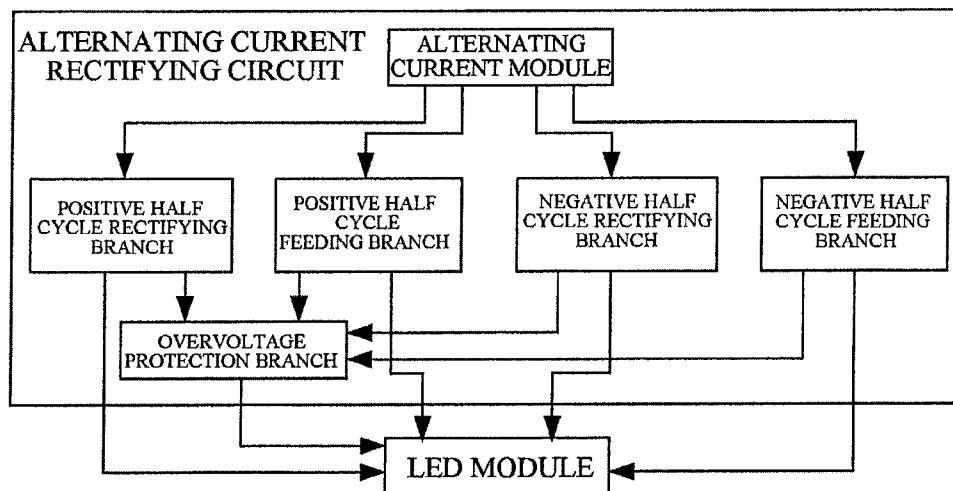 ALTERNATING CURRENT
RECTIFYING CIRCUIT
ALTERNATING
CURRENT MODULE
POSITIVE HALF
CYCLE RECTIFYING
BRANCH
POSITIVE HALF
CYCLE
FEEDING BRANCH
NEGATIVE HALF
CYCLE RECTIFYING
BRANCH
NEGATIVE HALF
CYCLE FEEDING
BRANCH
OVERVOLTAGE
PROTECTION BRANCH
LED MODULE